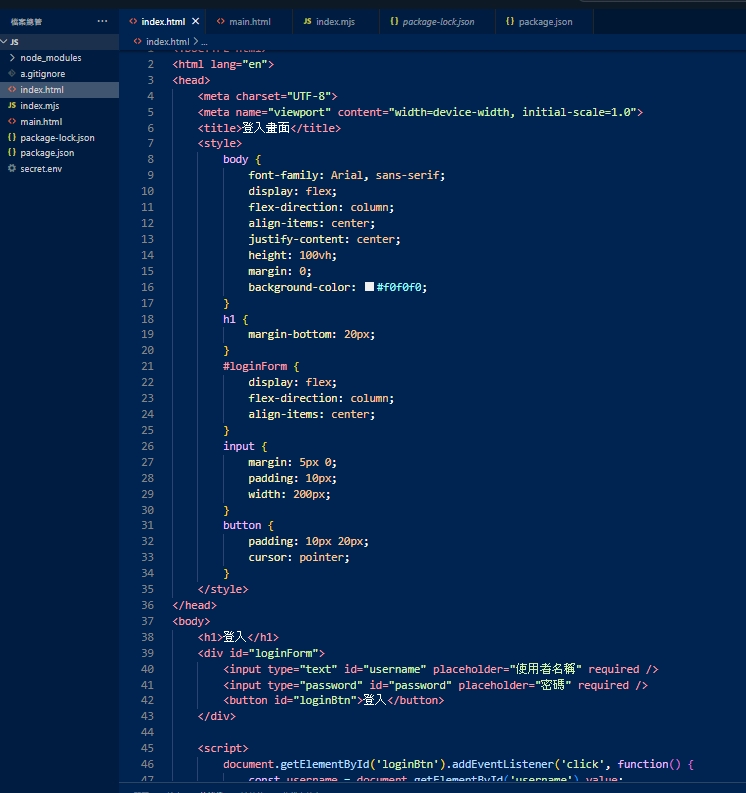 檔案總管 ...
JS
node_modules
a.gitignore
index.html
index.mjs
main.html
package-lock.json
package.json
secret.env
index.html
main.html
index.mjs
package-lock.json
package.json
index.html > ...
2 <html lang="en">
3 <head>
4 <meta charset="UTF-8">
5 <meta name="viewport" content="width=device-width, initial-scale=1.0">
6 <title>登入畫面</title>
7 <style>
8 body {
9 font-family: Arial, sans-serif;
10 display: flex;
11 flex-direction: column;
12 align-items: center;
13 justify-content: center;
14 height: 100vh;
15 margin: 0;
16 background-color: #f0f0f0;
17 }
18 h1 {
19 margin-bottom: 20px;
20 }
21 #loginForm {
22 display: flex;
23 flex-direction: column;
24 align-items: center;
25 }
26 input {
27 margin: 5px 0;
28 padding: 10px;
29 width: 200px;
30 }
31 button {
32 padding: 10px 20px;
33 cursor: pointer;
34 }
35 </style>
36 </head>
37 <body>
38 <h1>登入</h1>
39 <div id="loginForm">
40 <input type="text" id="username" placeholder="使用者名稱" required />
41 <input type="password" id="password" placeholder="密碼" required />
42 <button id="loginBtn">登入</button>
43 </div>
44
45 <script>
46 document.getElementById('loginBtn').addEventListener('click', function() {
47 const username = document.getElementById('username').value;